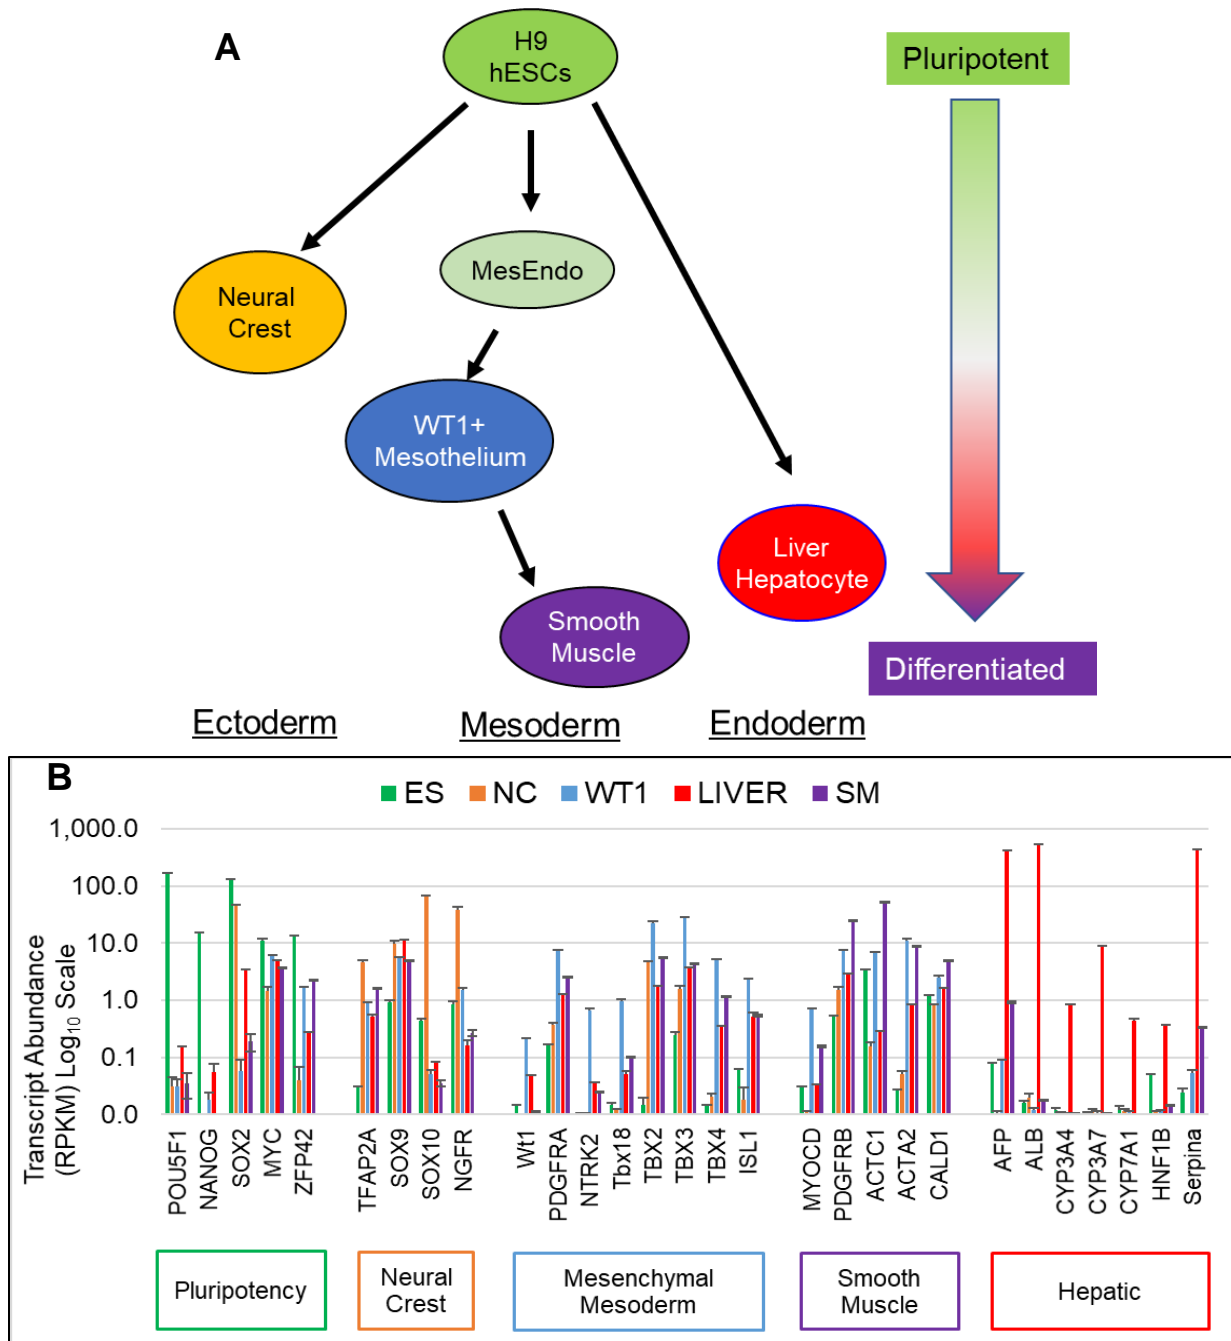 A
H9
hESCs
Pluripotent
Neural
Crest
MesEndo
WT1+
Mesothelium
Liver
Hepatocyte
Smooth
Muscle
Differentiated
Ectoderm
Mesoderm
Endoderm
B
ES NC WT1 LIVER SM
Transcript Abundance
(RPKM) Log10 Scale
1,000.0
100.0
10.0
1.0
0.1
0.0
POU5F1
NANOG
SOX2
MYC
ZFP42
TFAP2A
SOX9
SOX10
NGFR
Wt1
PDGFRA
NTRK2
Tbx18
TBX2
TBX3
TBX4
ISL1
MYOCD
PDGFRB
ACTC1
ACTA2
CALD1
AFP
ALB
CYP3A4
CYP3A7
CYP7A1
HNF1B
Serpina
Pluripotency
Neural
Crest
Mesenchymal
Mesoderm
Smooth
Muscle
Hepatic